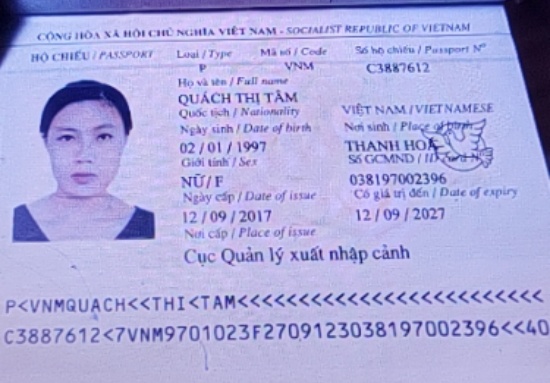 CỘNG HÒA XÃ HỘI CHỦ NGHĨA VIỆT NAM - SOCIALIST REPUBLIC OF VIETNAM
HỘ CHIẾU / PASSPORT Loại / Type Mã số / Code Số hộ chiếu / Passport Nº
P VNM C3887612
Họ và tên / Full name
QUÁCH THỊ TÂM
Quốc tịch / Nationality VIỆT NAM / VIETNAMESE
Ngày sinh / Date of birth Nơi sinh / Place of birth
02 / 01 / 1997 THANH HOÁ
Giới tính / Sex Số GCMND / ID Card Nº
NỮ / F 038197002396
Ngày cấp / Date of issue Có giá trị đến / Date of expiry
12 / 09 / 2017 12 / 09 / 2027
Nơi cấp / Place of issue
Cục Quản lý xuất nhập cảnh
P<VNMQUACH<<THI<TAM<<<<<<<<<<<<<<<<<<<<<<<<<
C3887612<7VNM9701023F2709123038197002396<<40